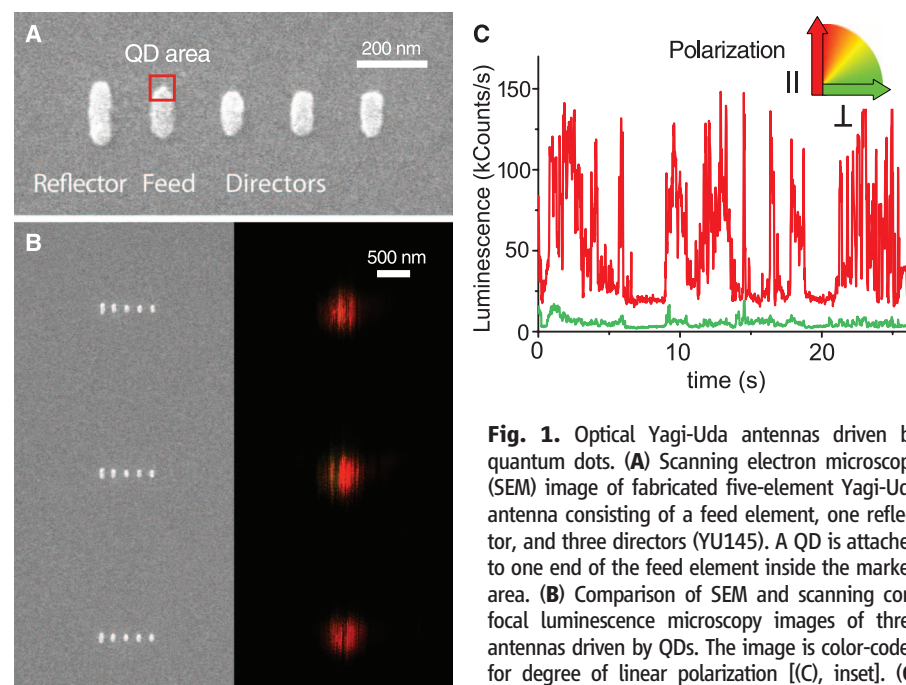 A
QD area
200 nm
Reflector Feed Directors
B
500 nm
C
Polarization
||
⊥
Luminescence (kCounts/s)
150
100
50
0
0 10 20
time (s)
Fig. 1. Optical Yagi-Uda antennas driven b
quantum dots. (A) Scanning electron microscop
(SEM) image of fabricated five-element Yagi-Ud
antenna consisting of a feed element, one reflec
tor, and three directors (YU145). A QD is attache
to one end of the feed element inside the marke
area. (B) Comparison of SEM and scanning con
focal luminescence microscopy images of thre
antennas driven by QDs. The image is color-code
for degree of linear polarization [(C), inset]. (C